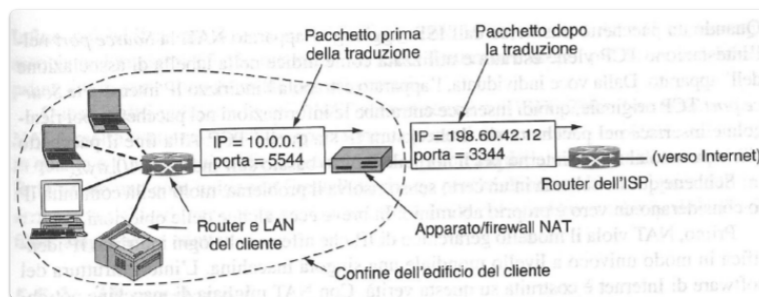 Pacchetto prima
della traduzione
Pacchetto dopo
la traduzione
IP = 10.0.0.1
porta = 5544
IP = 198.60.42.12
porta = 3344
(verso Internet)
Router dell'ISP
Router e LAN
del cliente
Apparato/firewall NAT
Confine dell'edificio del cliente